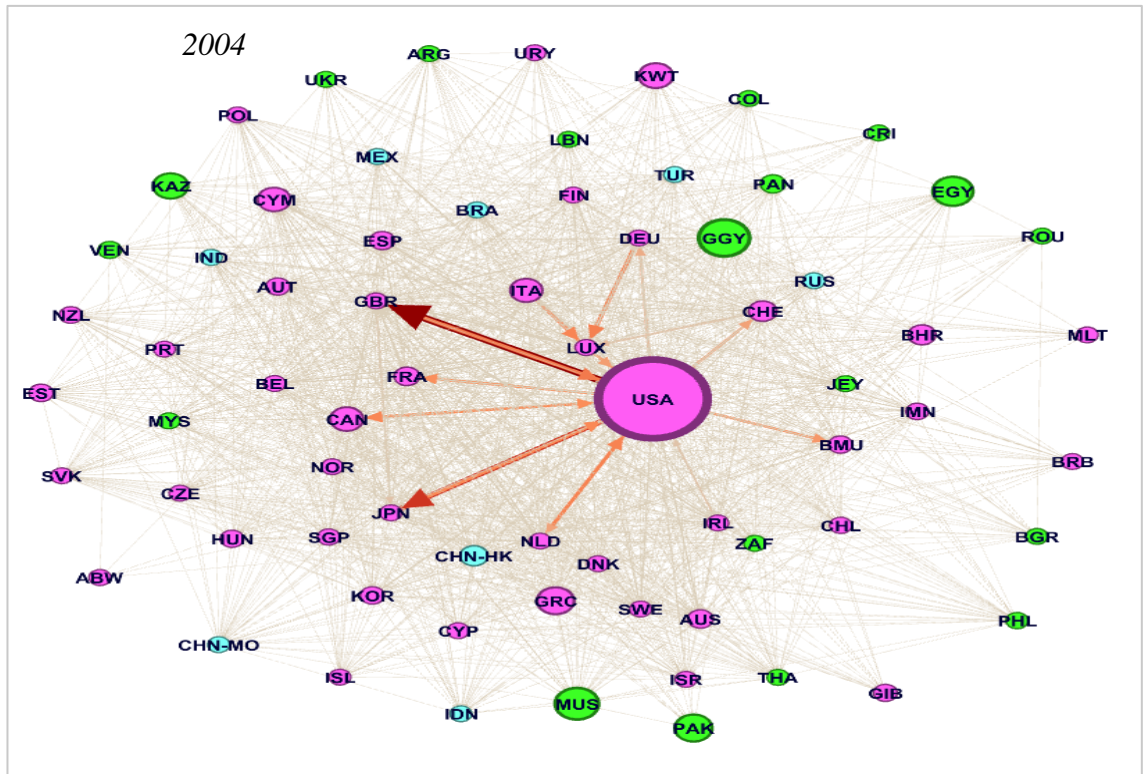 2004
ARG
URY
KWT
UKR
COL
POL
CRI
LBN
MEX
TUR
KAZ
PAN
EGY
FIN
CYM
BRA
GGY
DEU
ROU
ESP
VEN
IND
RUS
AUT
ITA
GBR
CHE
NZL
BHR
MLT
PRT
LUX
FRA
BEL
JEY
EST
USA
IMN
CAN
MYS
BMU
BRB
NOR
SVK
CZE
JPN
IRL
CHL
SGP
HUN
NLD
ZAF
BGR
CHN-HK
DNK
ABW
KOR
GRC
SWE
AUS
PHL
CYP
CHN-MO
ISL
ISR
THA
GIB
MUS
IDN
PAK